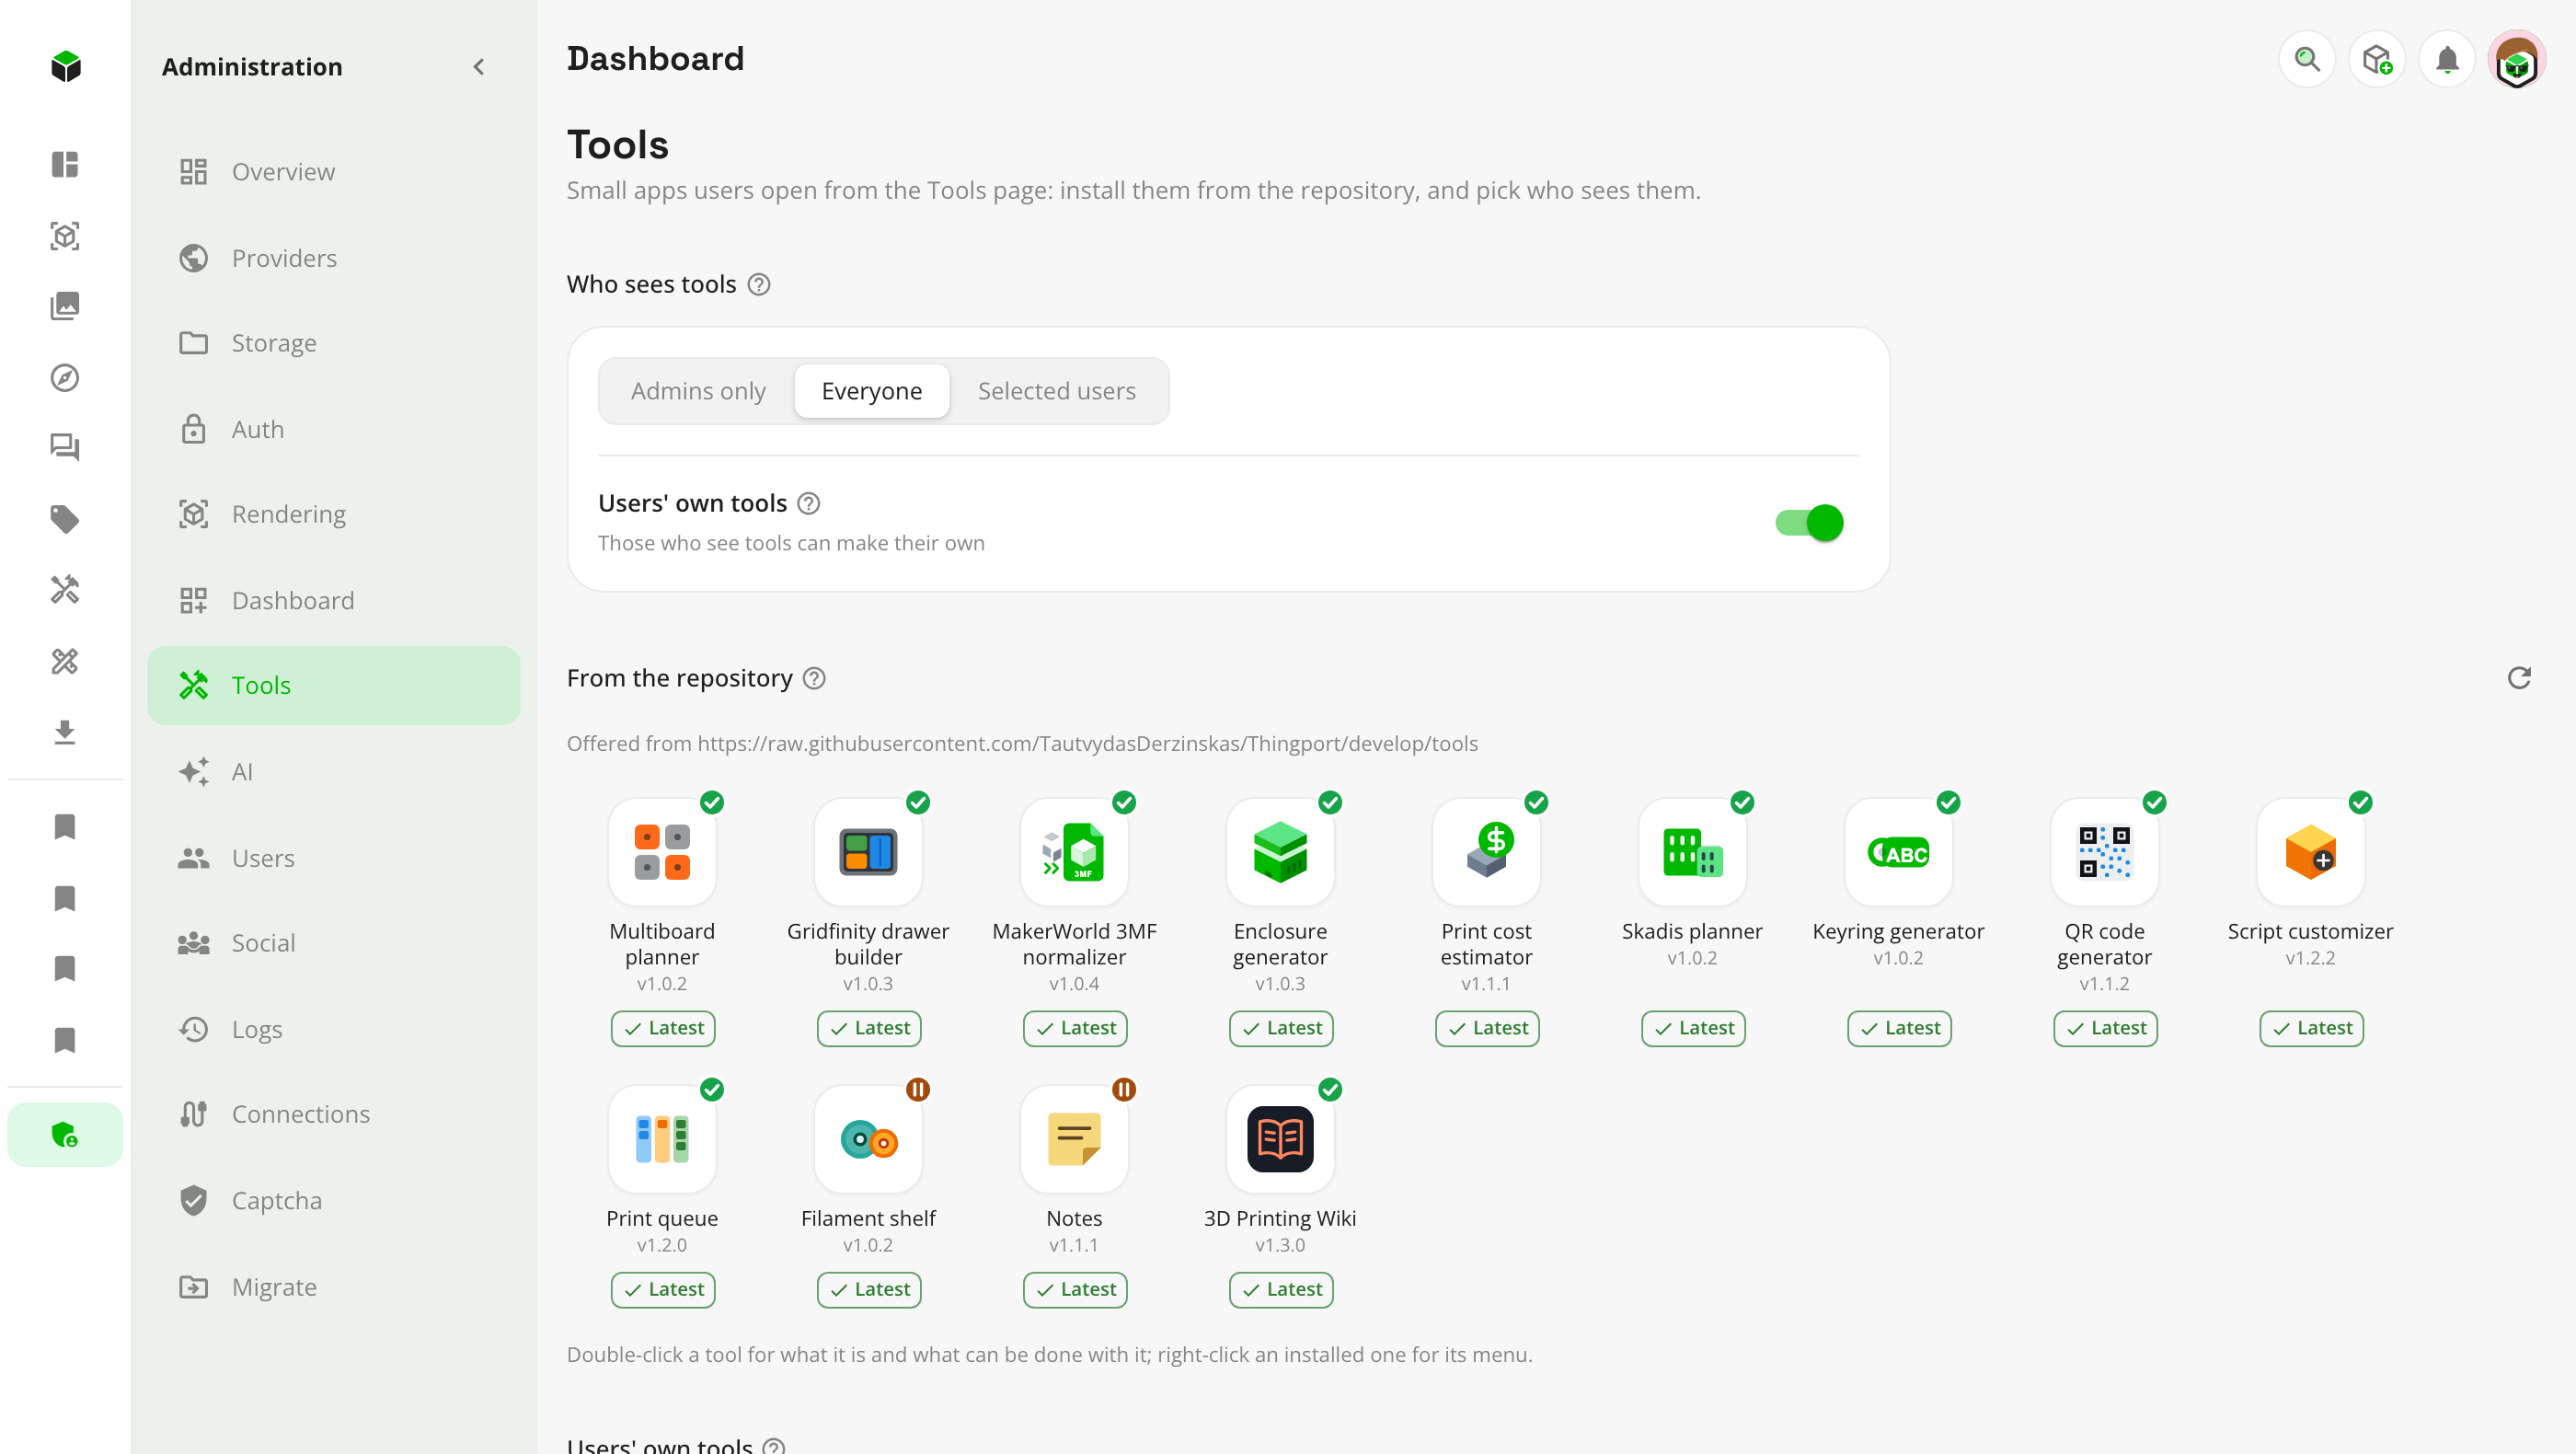 Administration
Overview
Providers
Storage
Auth
Rendering
Dashboard
Tools
AI
Users
Social
Logs
Connections
Captcha
Migrate
Dashboard
Tools
Small apps users open from the Tools page: install them from the repository, and pick who sees them.
Who sees tools
Admins only
Everyone
Selected users
Users' own tools
Those who see tools can make their own
From the repository
Offered from https://raw.githubusercontent.com/TautvydasDerzinskas/Thingport/develop/tools
Multiboard
planner
v1.0.2
Latest
Gridfinity drawer
builder
v1.0.3
Latest
3MF
MakerWorld 3MF
normalizer
v1.0.4
Latest
Enclosure
generator
v1.0.3
Latest
$
Print cost
estimator
v1.1.1
Latest
Skadis planner
v1.0.2
Latest
ABC
Keyring generator
v1.0.2
Latest
QR code
generator
v1.1.2
Latest
Script customizer
v1.2.2
Latest
Print queue
v1.2.0
Latest
Filament shelf
v1.0.2
Latest
Notes
v1.1.1
Latest
3D Printing Wiki
v1.3.0
Latest
Double-click a tool for what it is and what can be done with it; right-click an installed one for its menu.
Users' own tools